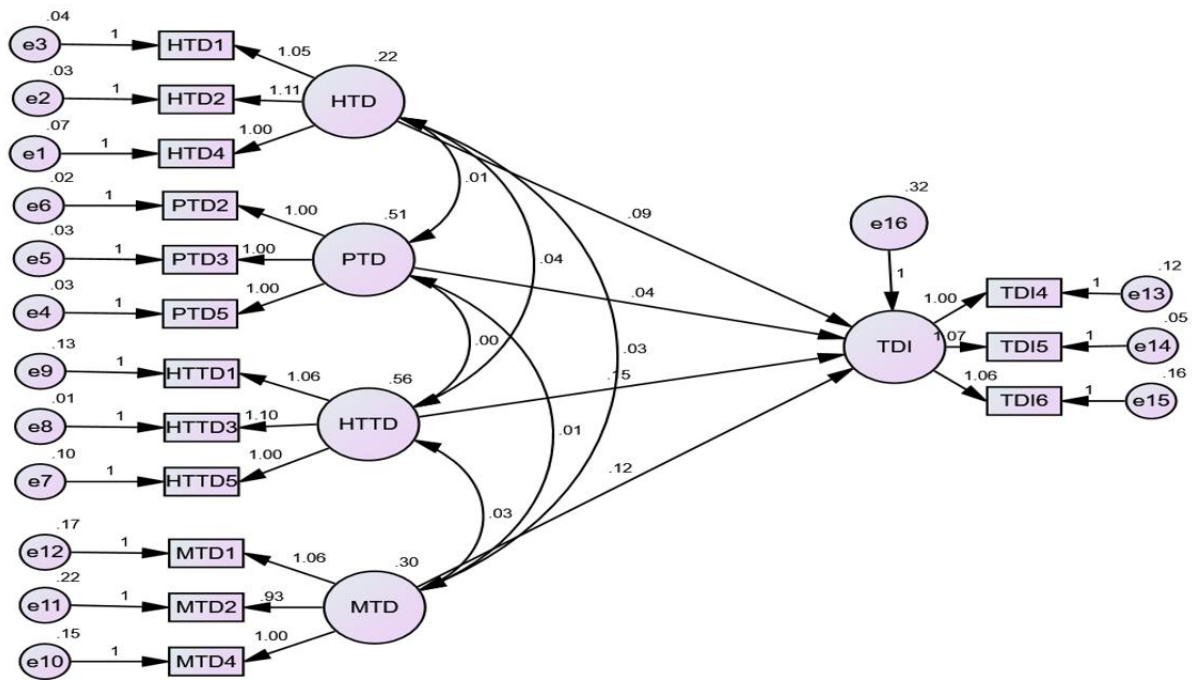 .04
e3 1 HTD1 1.05 .22
.03
e2 1 HTD2 1.11 HTD
.07
e1 1 HTD4 1.00
.02
e6 1 PTD2 1.00 .51 .01
.03
e5 1 PTD3 1.00 PTD .04
.03
e4 1 PTD5 1.00
.13
e9 1 HTTD1 1.06 .56 .00
.01
e8 1 HTTD3 1.10 HTTD
.10
e7 1 HTTD5 1.00 .01
.03
.17
e12 1 MTD1 1.06 .30
.22
e11 1 MTD2 .93 MTD
.15
e10 1 MTD4 1.00
.09
.04
.03
.15
.12
.32
e16
1
TDI
1.00 TDI4 1 e13 .12
1.07 TDI5 1 e14 .05
1.06 TDI6 1 e15 .16